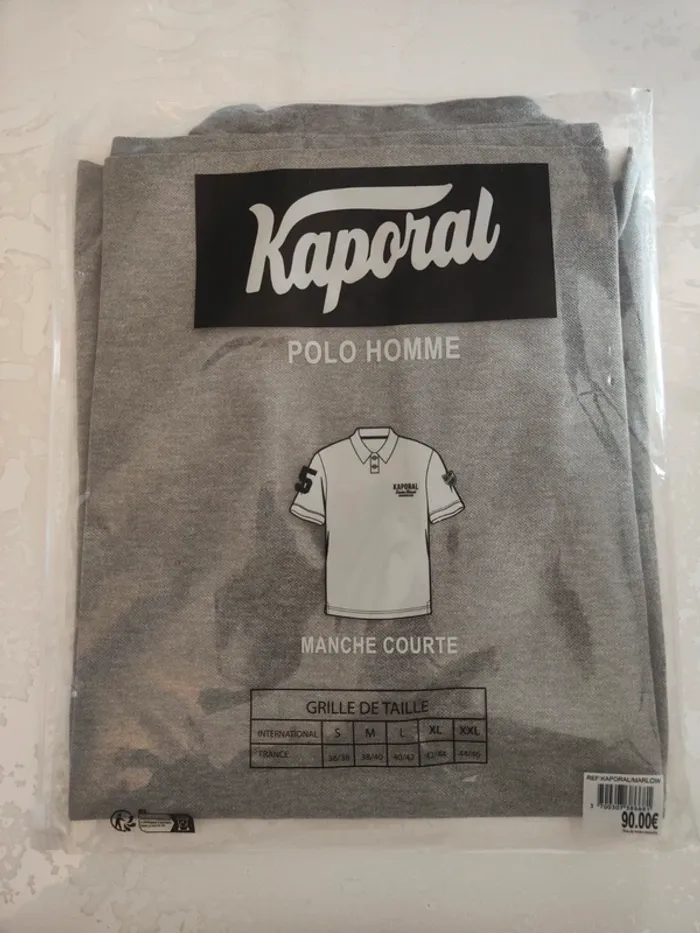 Kaporal
POLO HOMME
5
KAPORAL
MANCHE COURTE
GRILLE DE TAILLE
INTERNATIONAL S M L XL XXL
FRANCE 36/38 38/40 40/42 42/44 44/46
REF:KAPORAL/MARLOW
90.00€